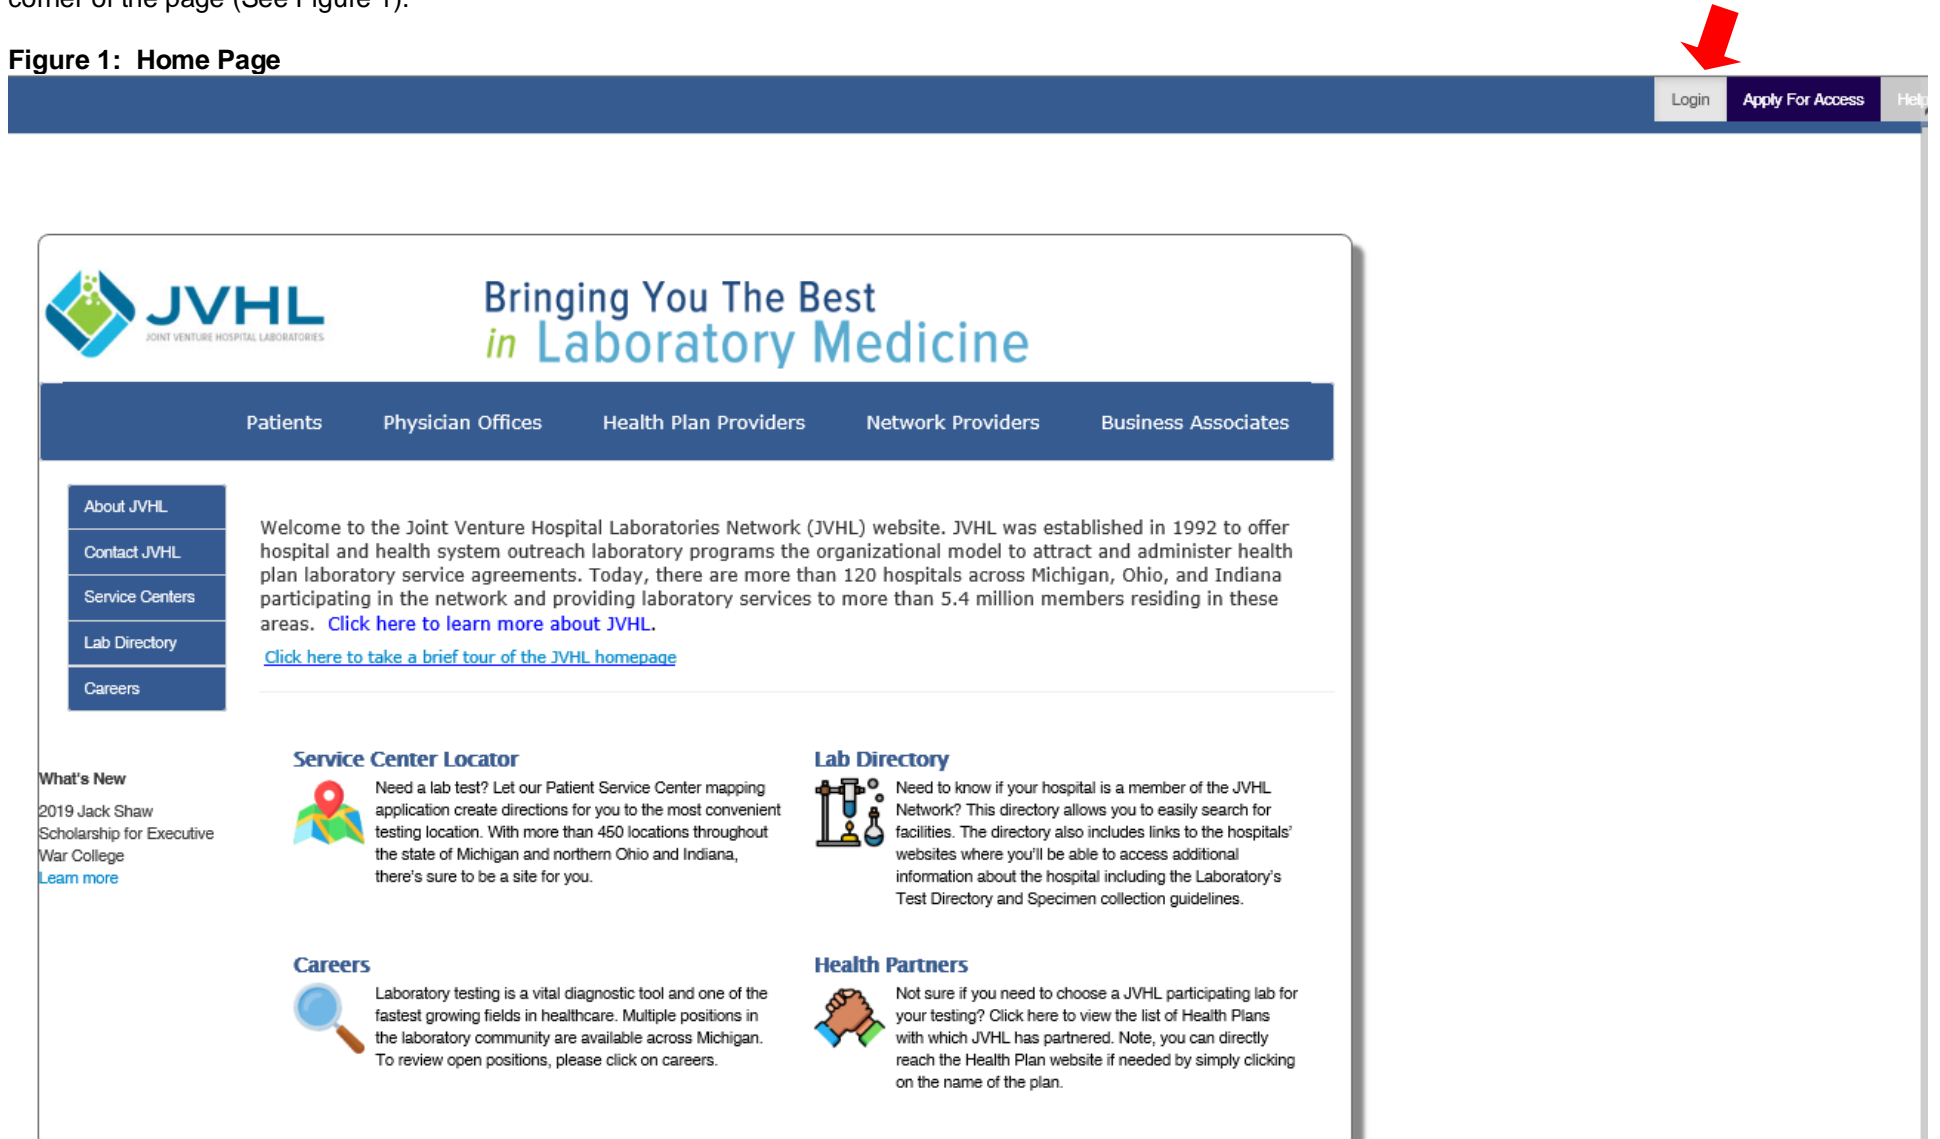 corner of the page (See Figure 1).
Figure 1:  Home Page
Login
Apply For Access
Help
JVHL
JOINT VENTURE HOSPITAL LABORATORIES
Bringing You The Best
in Laboratory Medicine
Patients
Physician Offices
Health Plan Providers
Network Providers
Business Associates
About JVHL
Contact JVHL
Service Centers
Lab Directory
Careers
Welcome to the Joint Venture Hospital Laboratories Network (JVHL) website. JVHL was established in 1992 to offer
hospital and health system outreach laboratory programs the organizational model to attract and administer health
plan laboratory service agreements. Today, there are more than 120 hospitals across Michigan, Ohio, and Indiana
participating in the network and providing laboratory services to more than 5.4 million members residing in these
areas.  Click here to learn more about JVHL.
Click here to take a brief tour of the JVHL homepage
What's New
2019 Jack Shaw
Scholarship for Executive
War College
Learn more
Service Center Locator
Need a lab test? Let our Patient Service Center mapping
application create directions for you to the most convenient
testing location. With more than 450 locations throughout
the state of Michigan and northern Ohio and Indiana,
there's sure to be a site for you.
Lab Directory
Need to know if your hospital is a member of the JVHL
Network? This directory allows you to easily search for
facilities. The directory also includes links to the hospitals'
websites where you'll be able to access additional
information about the hospital including the Laboratory's
Test Directory and Specimen collection guidelines.
Careers
Laboratory testing is a vital diagnostic tool and one of the
fastest growing fields in healthcare. Multiple positions in
the laboratory community are available across Michigan.
To review open positions, please click on careers.
Health Partners
Not sure if you need to choose a JVHL participating lab for
your testing? Click here to view the list of Health Plans
with which JVHL has partnered. Note, you can directly
reach the Health Plan website if needed by simply clicking
on the name of the plan.